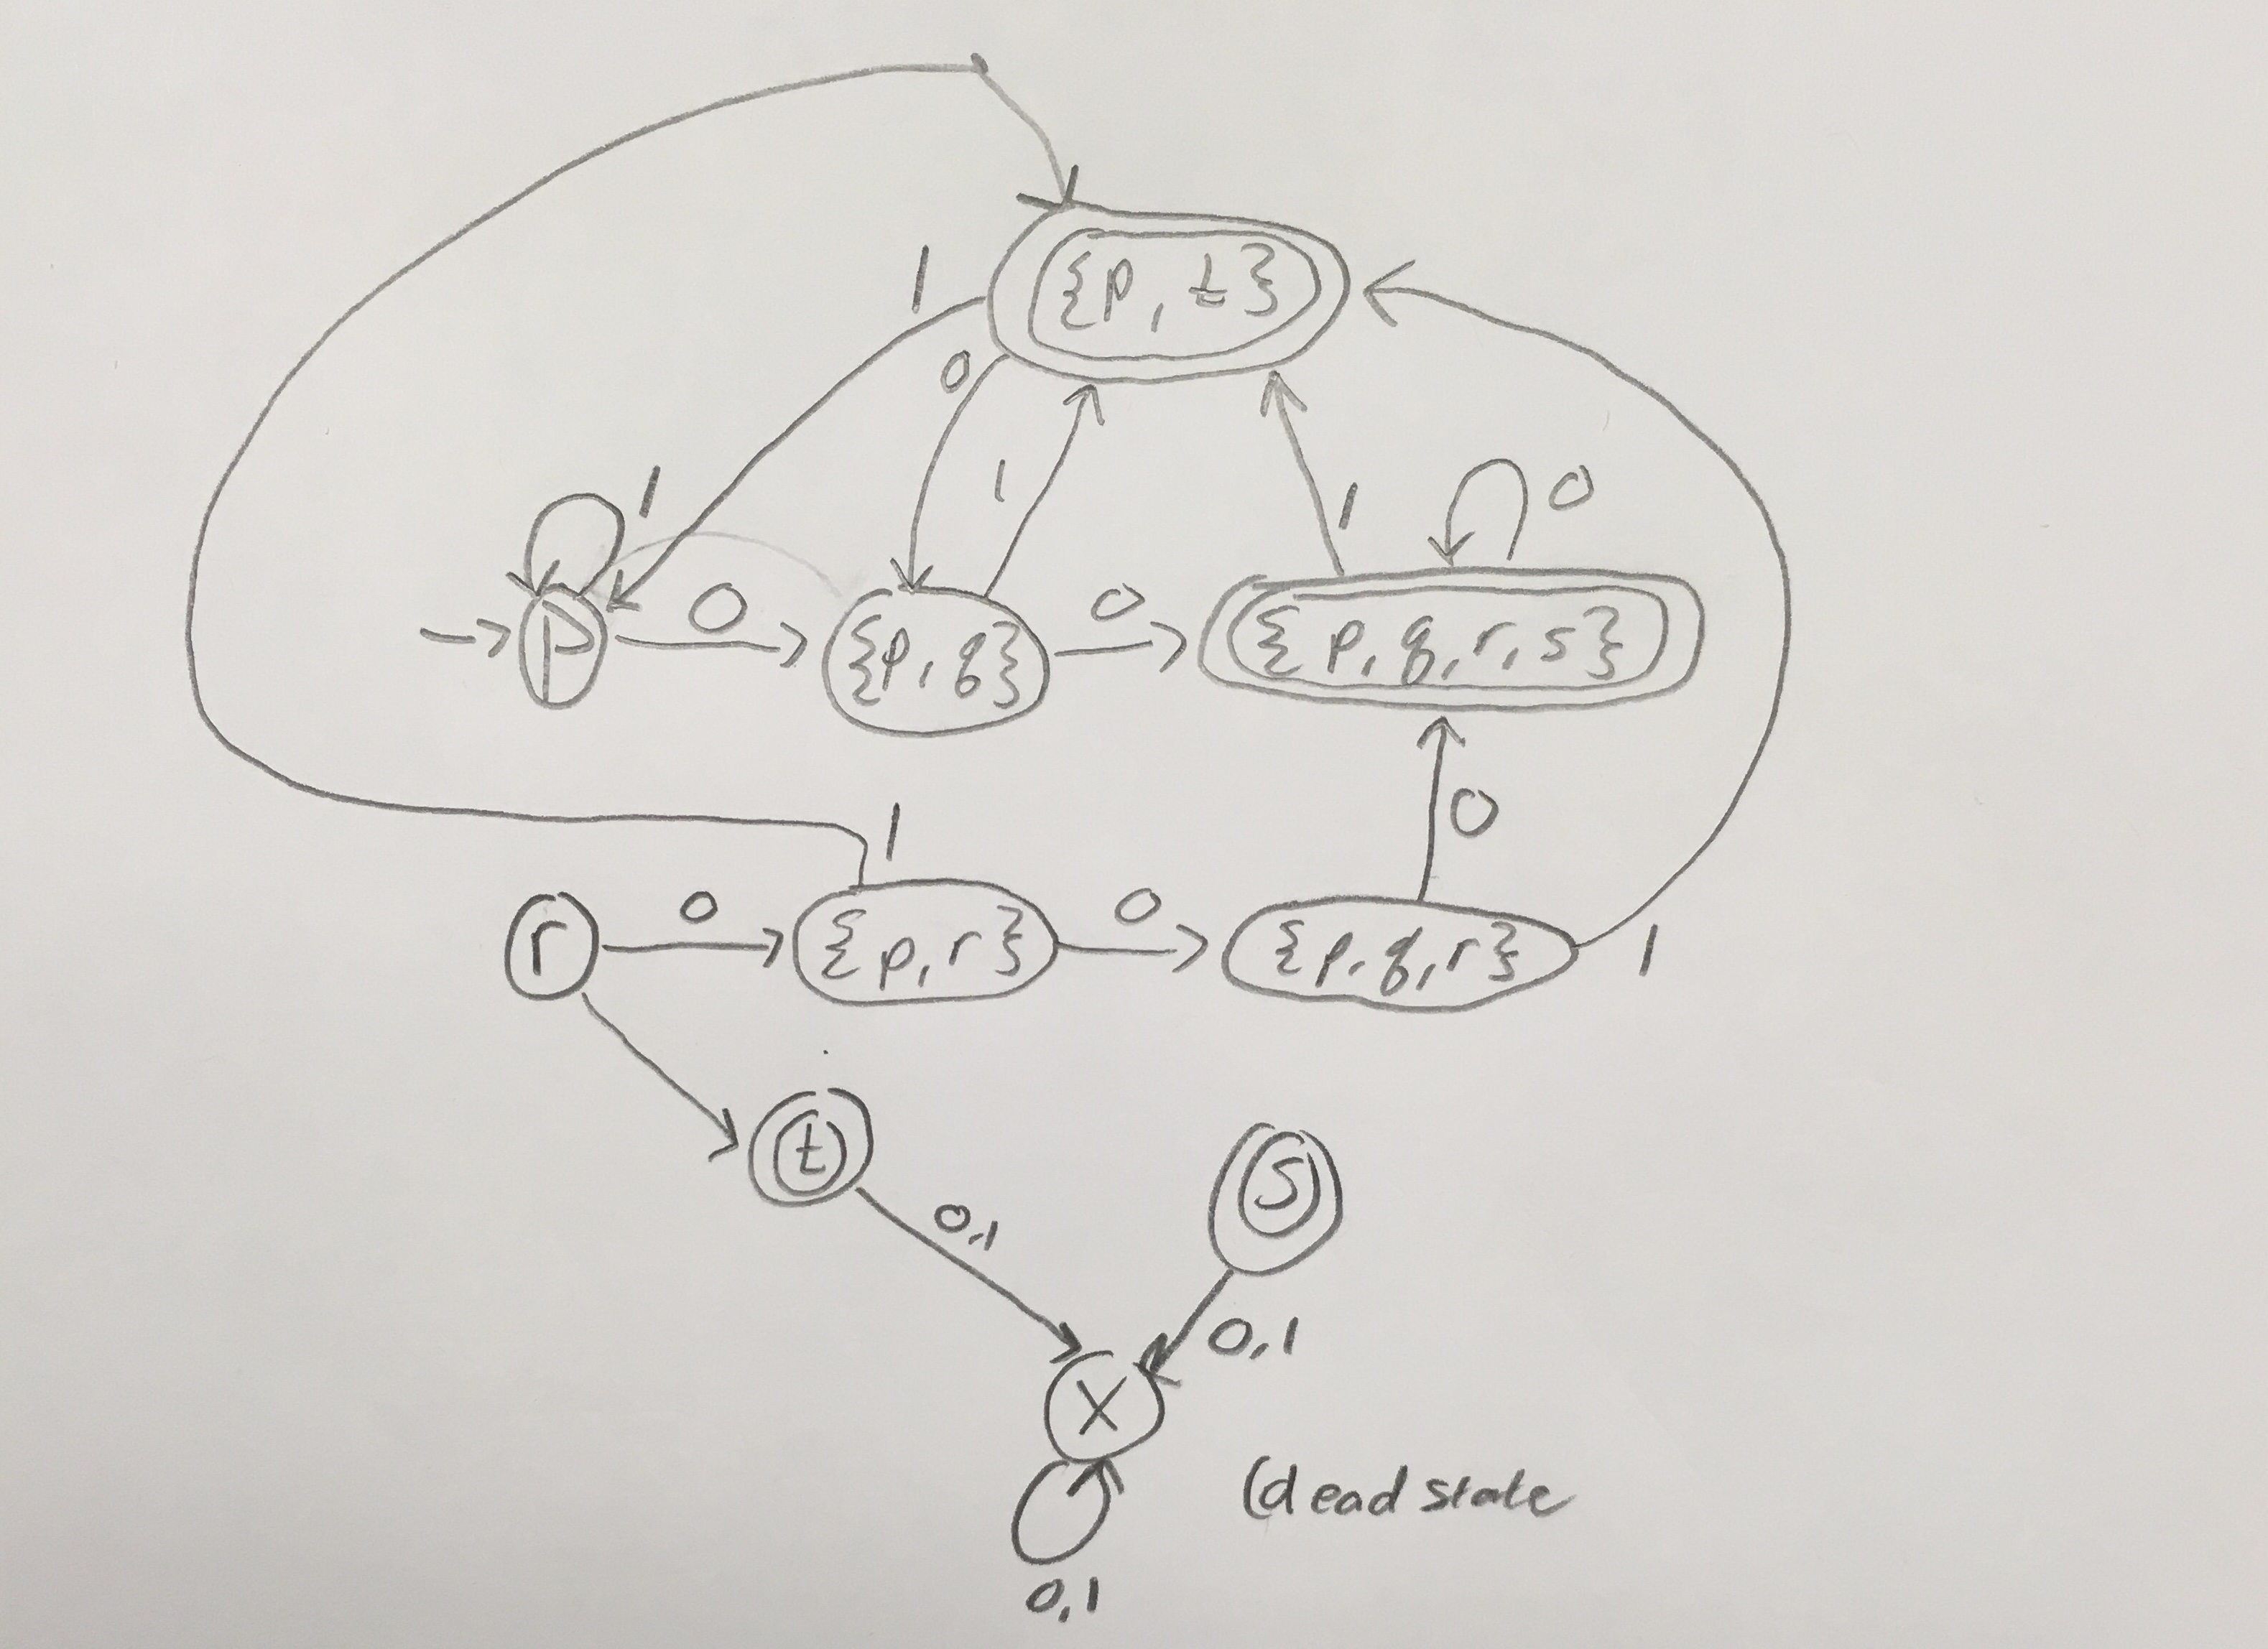 {p, t}
1
0
1
1
1
0
p
0
{p, q}
0
{p, q, r, s}
1
0
r
0
{p, r}
0
{p, q, r}
1
t
s
0,1
0,1
x
(dead state
0,1